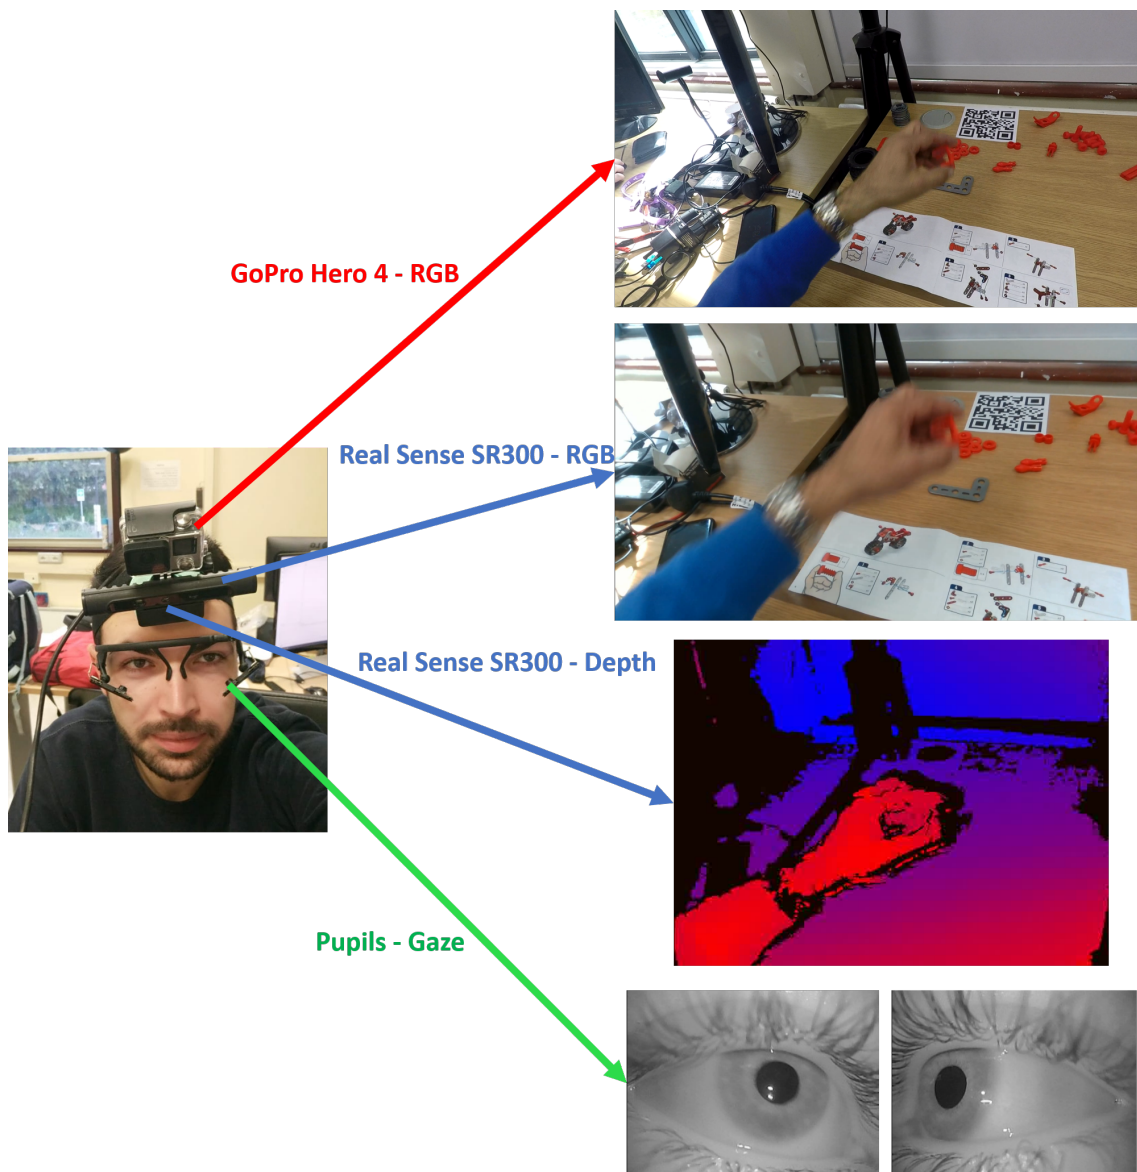 GoPro Hero 4 - RGB
Real Sense SR300 - RGB
Real Sense SR300 - Depth
Pupils - Gaze